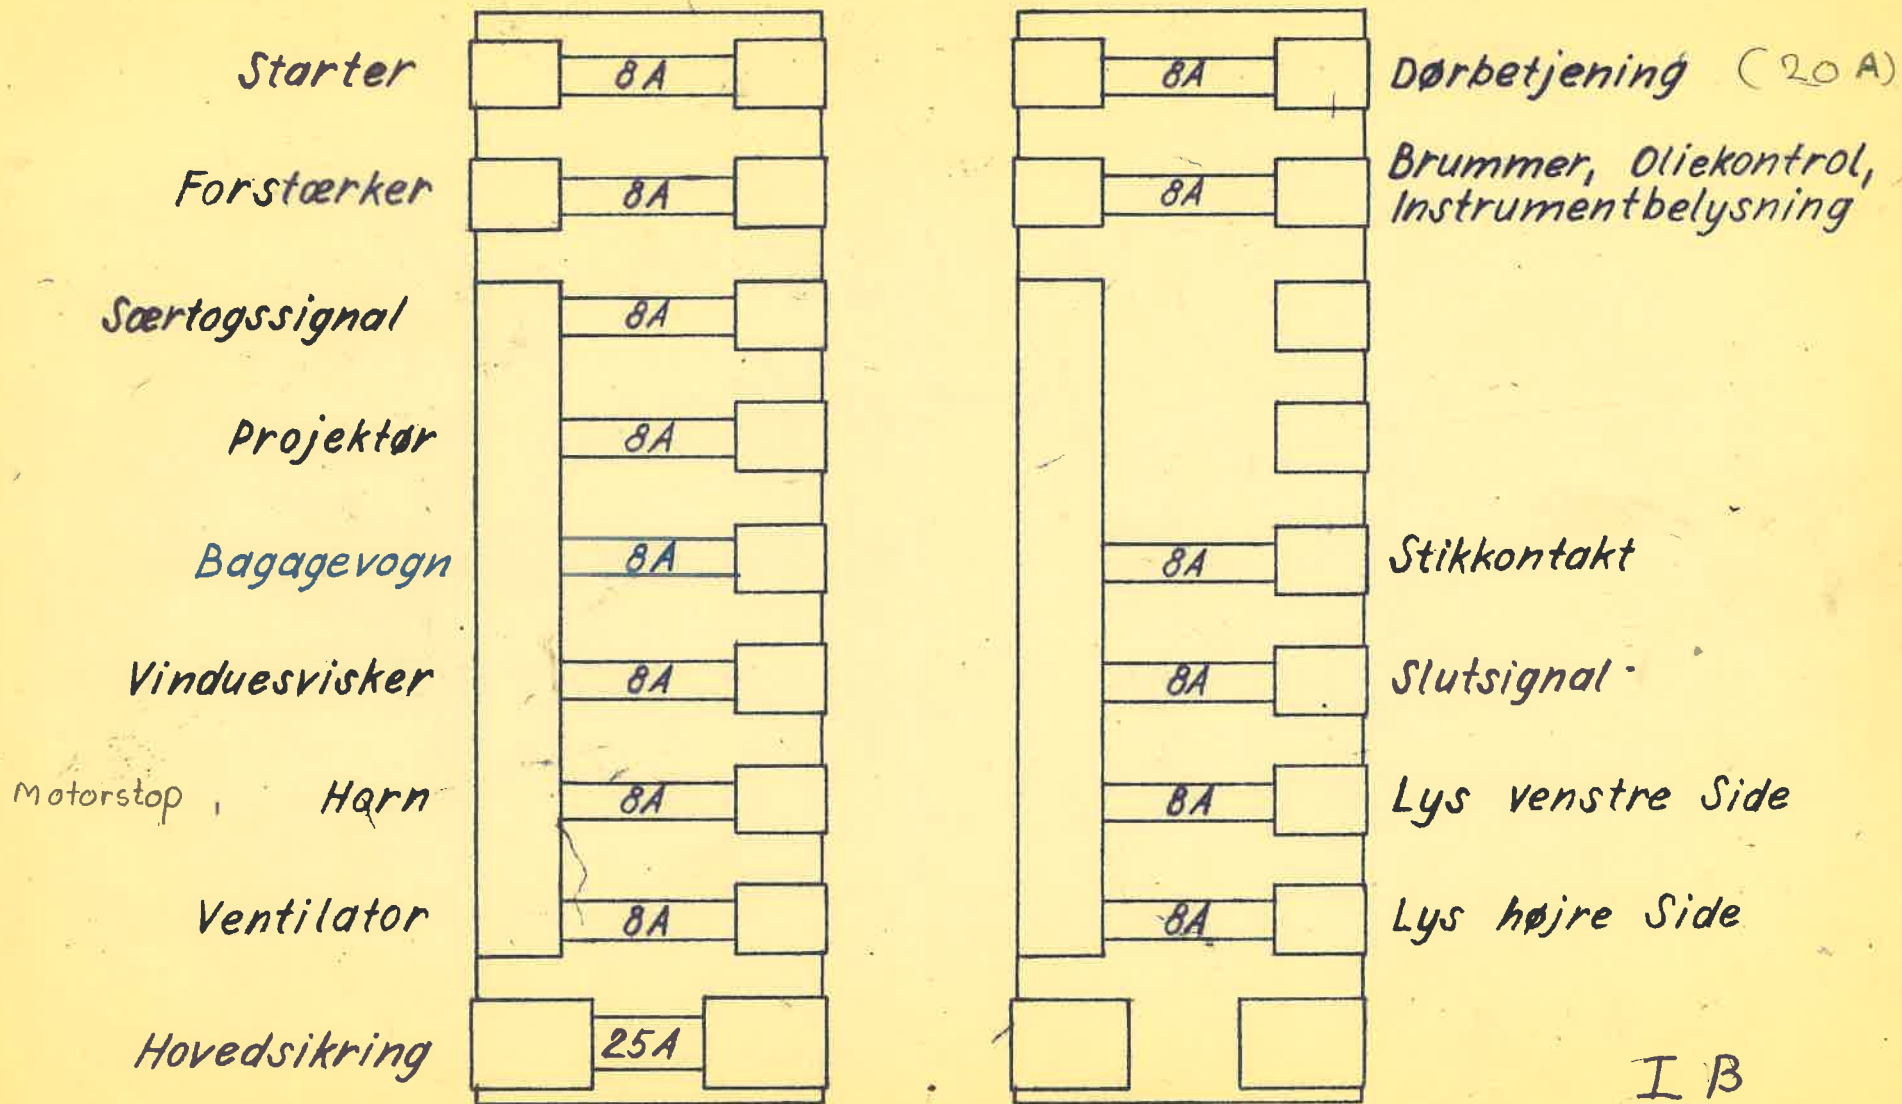 Starter 8A
Forstærker 8A
Særtogssignal 8A
Projektør 8A
Bagagevogn 8A
Vinduesvisker 8A
Motorstop, Horn 8A
Ventilator 8A
Hovedsikring 25A
8A Dørbetjening (20 A)
8A Brummer, Oliekontrol,
Instrumentbelysning
8A Stikkontakt
8A Slutsignal
8A Lys venstre Side
8A Lys højre Side
I B